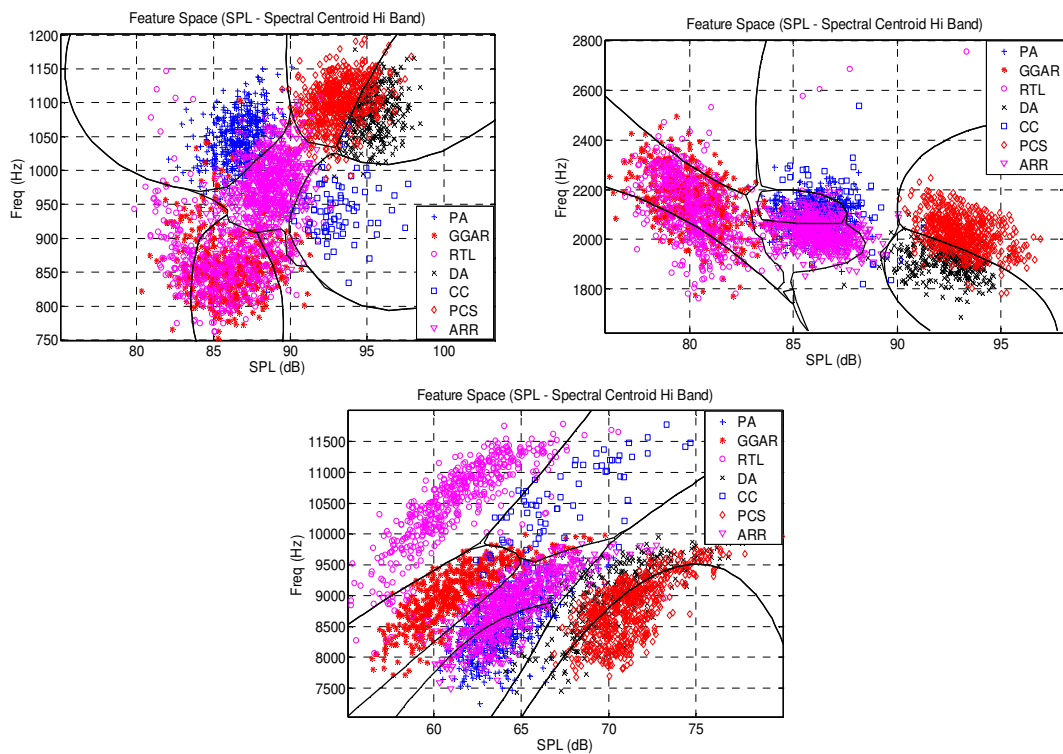 Feature Space (SPL - Spectral Centroid Hi Band)
1200
1150
1100
1050
1000
950
900
850
800
750
Freq (Hz)
80
85
90
95
100
SPL (dB)
PA
GGAR
RTL
DA
CC
PCS
ARR
Feature Space (SPL - Spectral Centroid Hi Band)
2800
2600
2400
2200
2000
1800
Freq (Hz)
80
85
90
95
SPL (dB)
PA
GGAR
RTL
DA
CC
PCS
ARR
Feature Space (SPL - Spectral Centroid Hi Band)
11500
11000
10500
10000
9500
9000
8500
8000
7500
Freq (Hz)
60
65
70
75
80
SPL (dB)
PA
GGAR
RTL
DA
CC
PCS
ARR